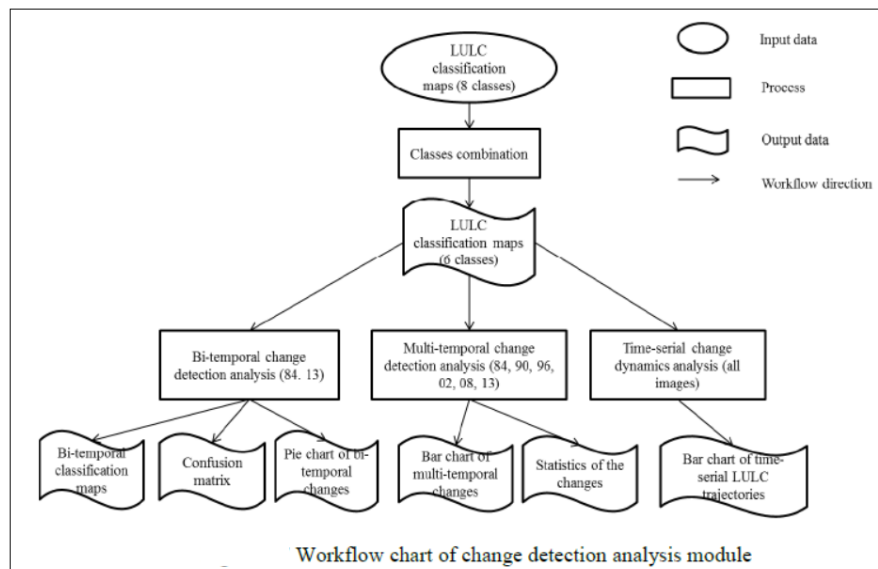 LULC
classification
maps (8 classes)
Input data
Process
Classes combination
Output data
Workflow direction
LULC
classification maps
(6 classes)
Bi-temporal change
detection analysis (84. 13)
Multi-temporal change
detection analysis (84, 90, 96,
02, 08, 13)
Time-serial change
dynamics analysis (all
images)
Bi-temporal
classification
maps
Confusion
matrix
Pie chart of bi-
temporal
changes
Bar chart of
multi-temporal
changes
Statistics of the
changes
Bar chart of time-
serial LULC
trajectories
Workflow chart of change detection analysis module